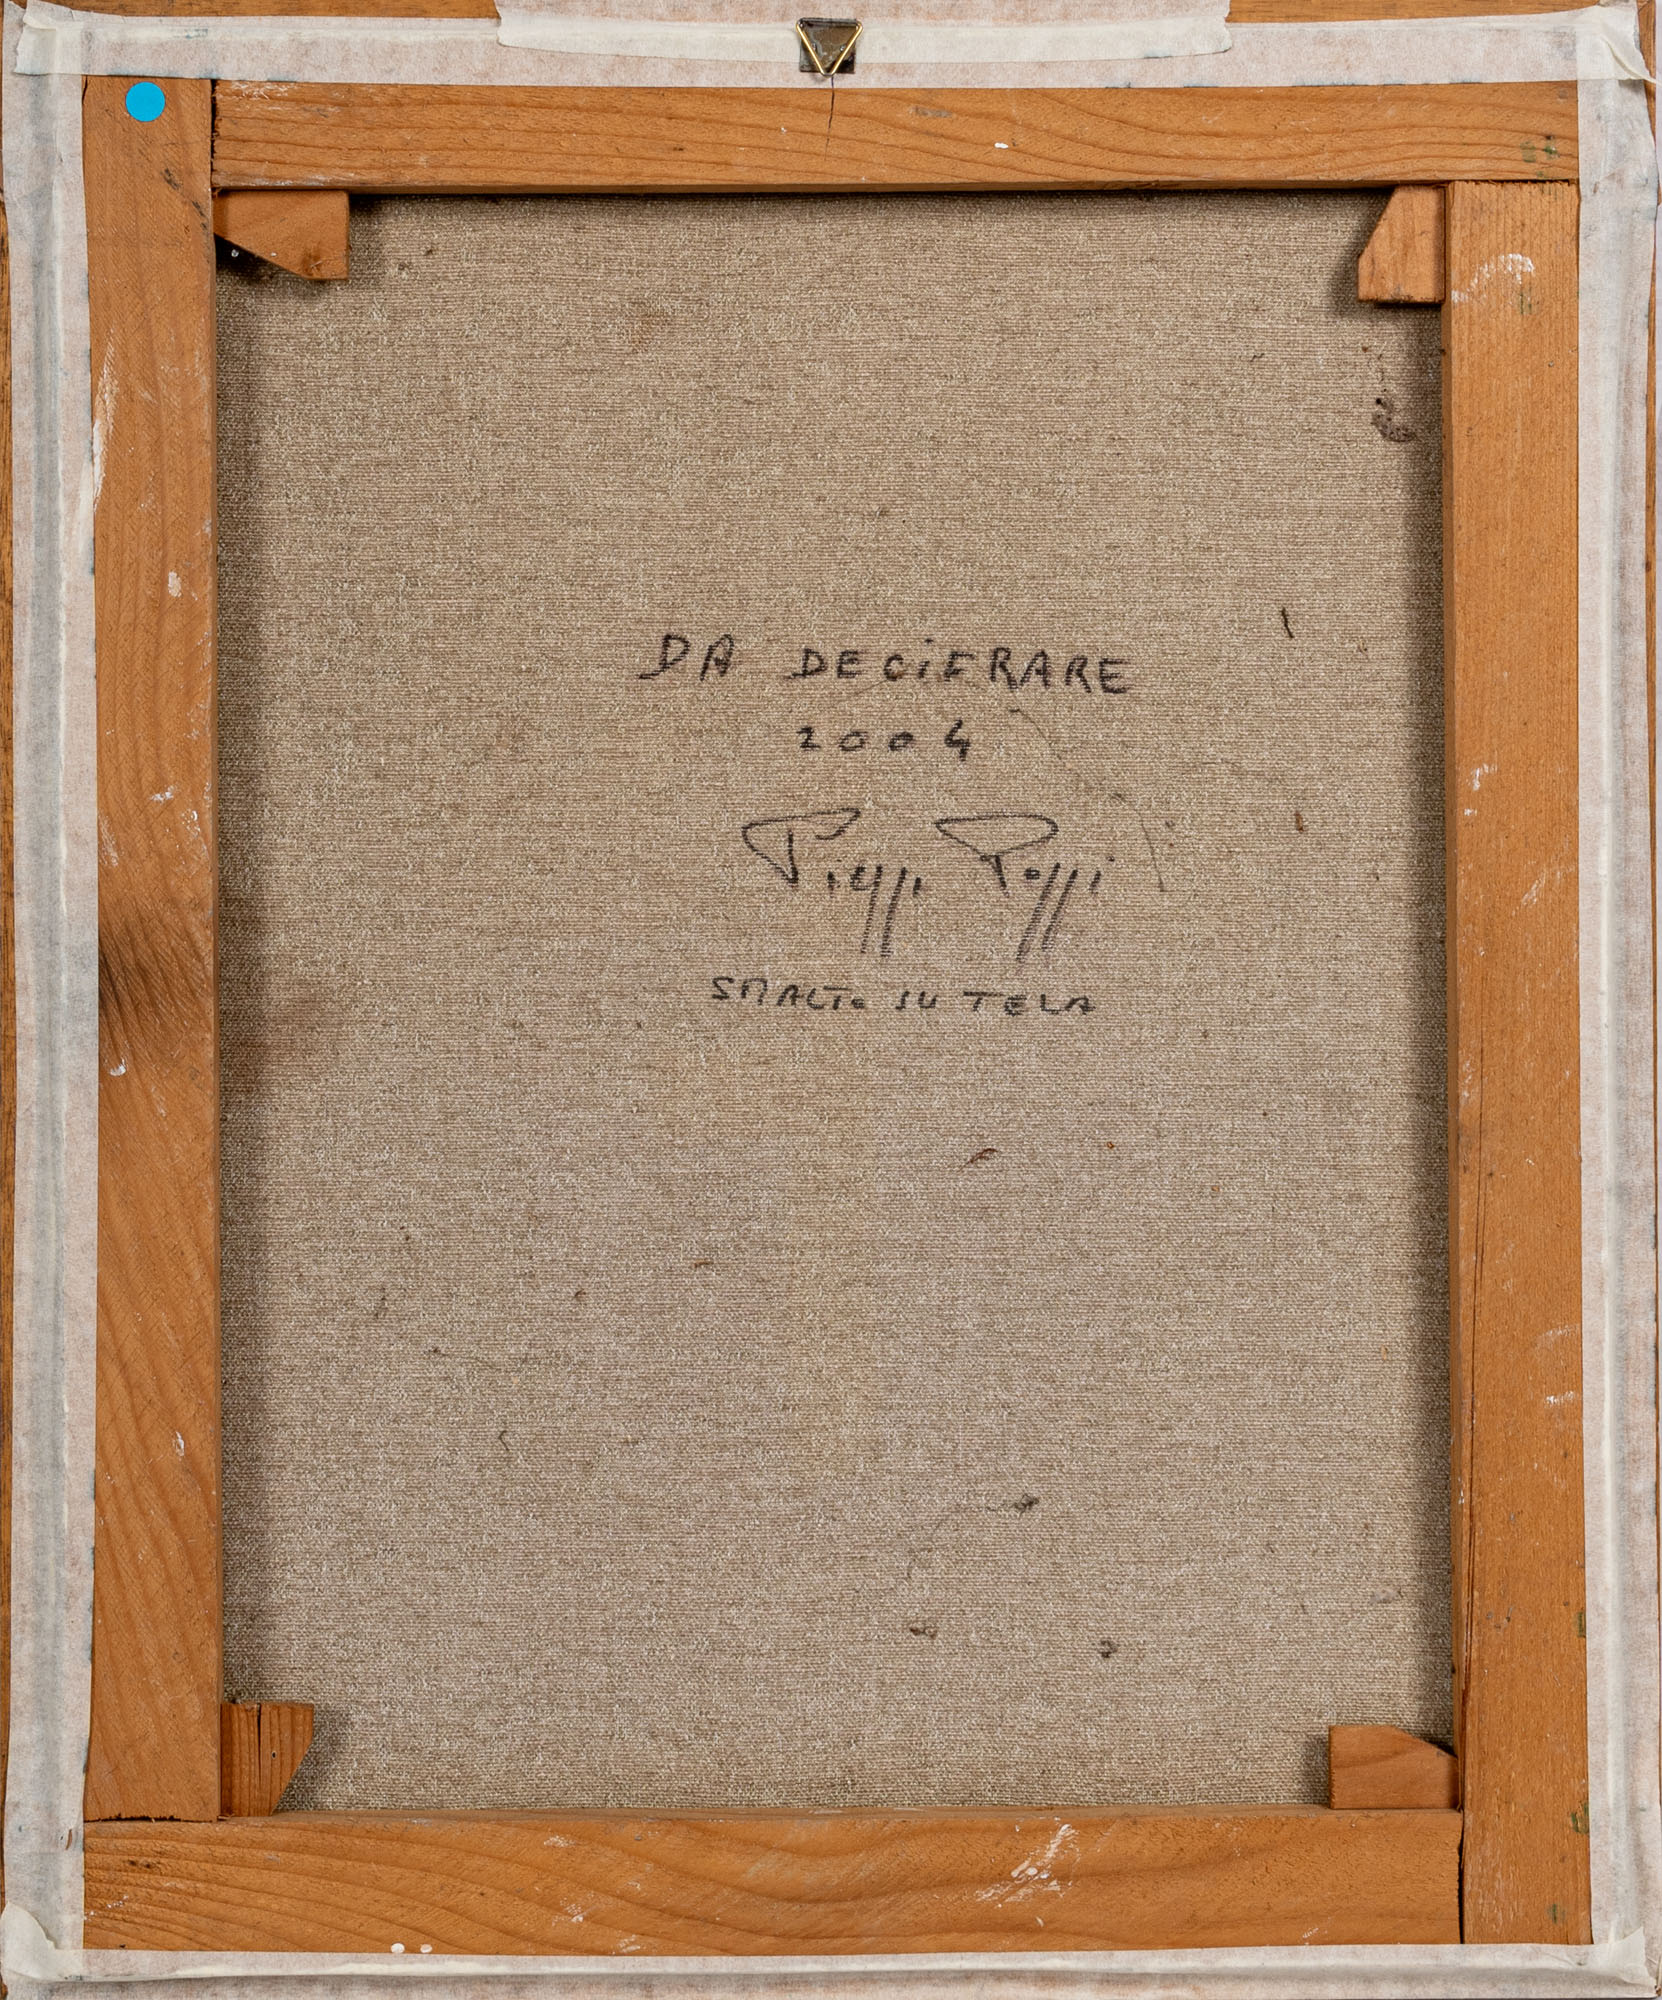 DA DECiFRARE
2004
SMALTo SU TELA